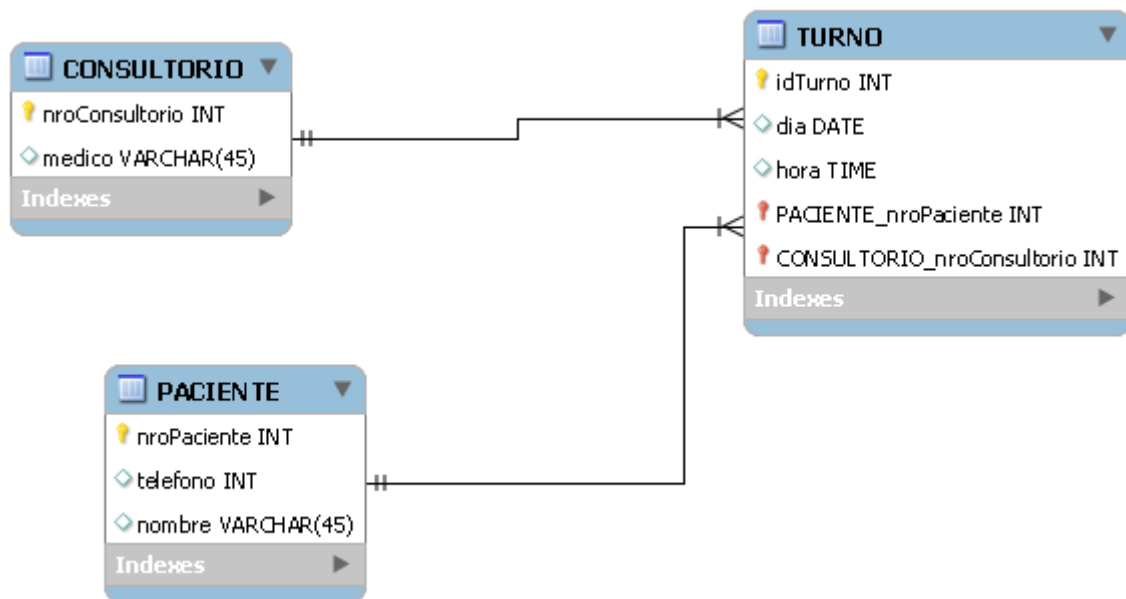 CONSULTORIO
nroConsultorio INT
medico VARCHAR(45)
Indexes
TURNO
idTurno INT
dia DATE
hora TIME
PACIENTE_nroPaciente INT
CONSULTORIO_nroConsultorio INT
Indexes
PACIENTE
nroPaciente INT
telefono INT
nombre VARCHAR(45)
Indexes